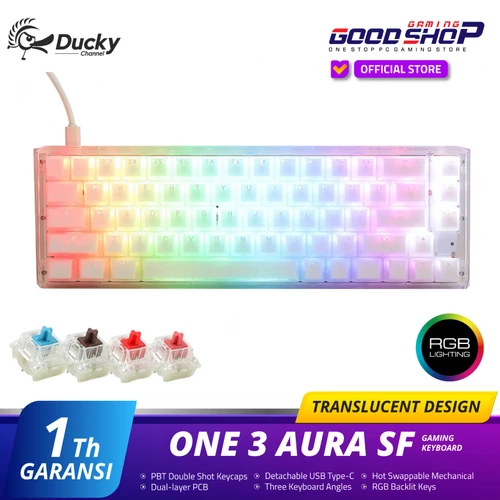 Ducky
Channel
GAMING
GOODSHOP
ONE STOP PC GAMING STORE
OFFICIAL STORE
RGB
LIGHTING
TRANSLUCENT DESIGN
1Th
GARANSI
ONE 3 AURA SF
GAMING
KEYBOARD
• PBT Double Shot Keycaps
• Detachable USB Type-C
• Hot Swappable Mechanical
• Dual-layer PCB
• Three Keyboard Angles
• RGB Backlit Keys